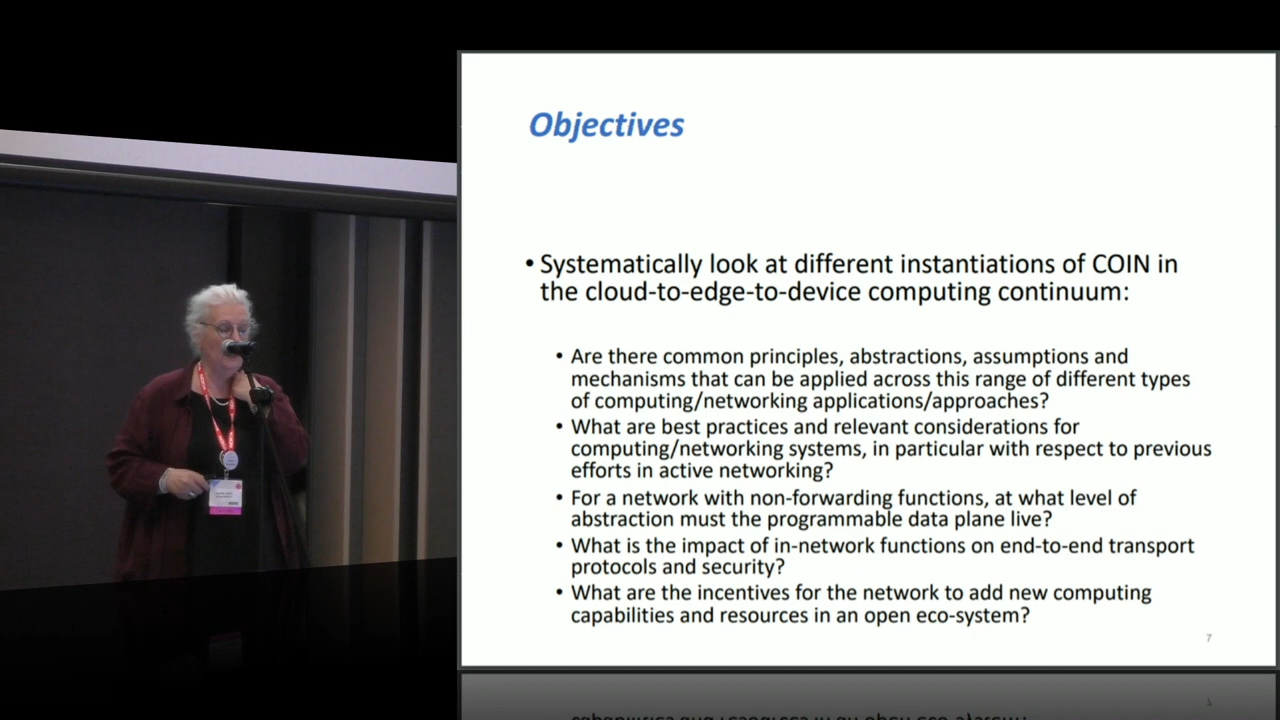 Objectives
• Systematically look at different instantiations of COIN in
the cloud-to-edge-to-device computing continuum:
• Are there common principles, abstractions, assumptions and
mechanisms that can be applied across this range of different types
of computing/networking applications/approaches?
• What are best practices and relevant considerations for
computing/networking systems, in particular with respect to previous
efforts in active networking?
• For a network with non-forwarding functions, at what level of
abstraction must the programmable data plane live?
• What is the impact of in-network functions on end-to-end transport
protocols and security?
• What are the incentives for the network to add new computing
capabilities and resources in an open eco-system?
7